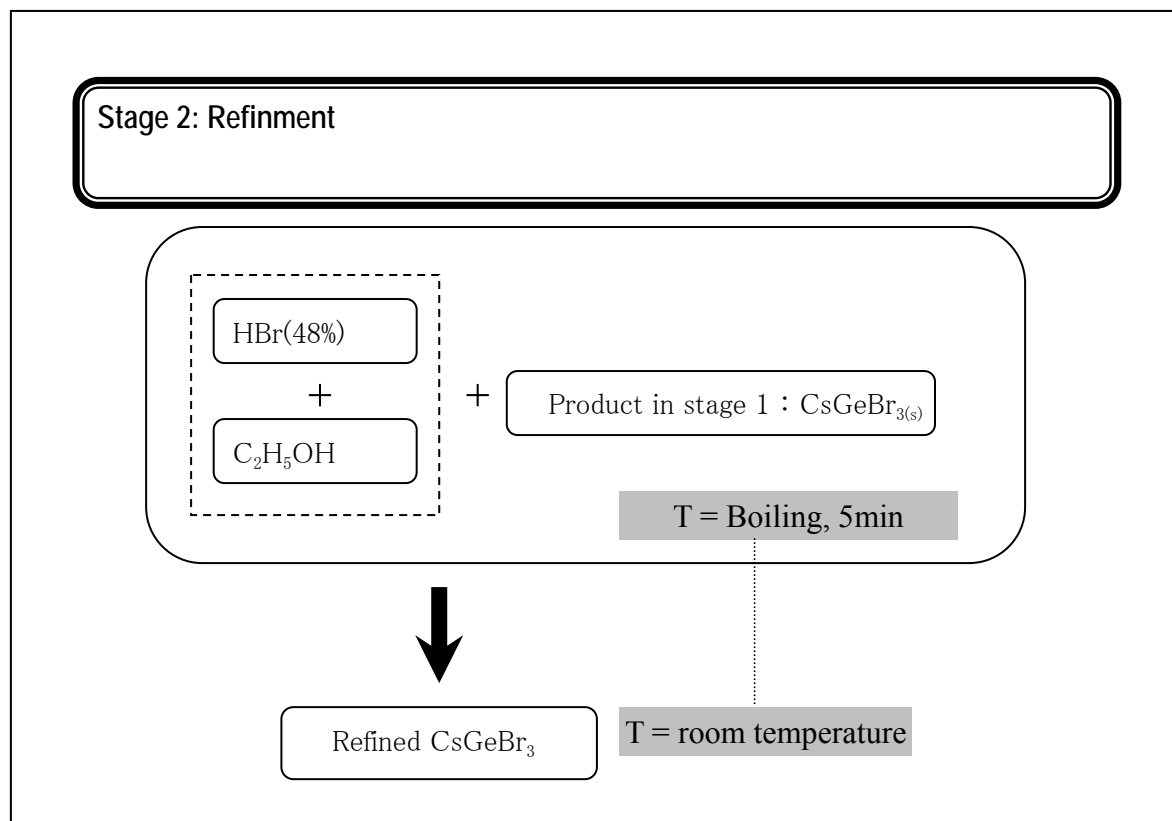 Stage 2: Refinment
HBr(48%)
+
C₂H₅OH
+
Product in stage 1：CsGeBr₃₍ₛ₎
T = Boiling, 5min
Refined CsGeBr₃
T = room temperature